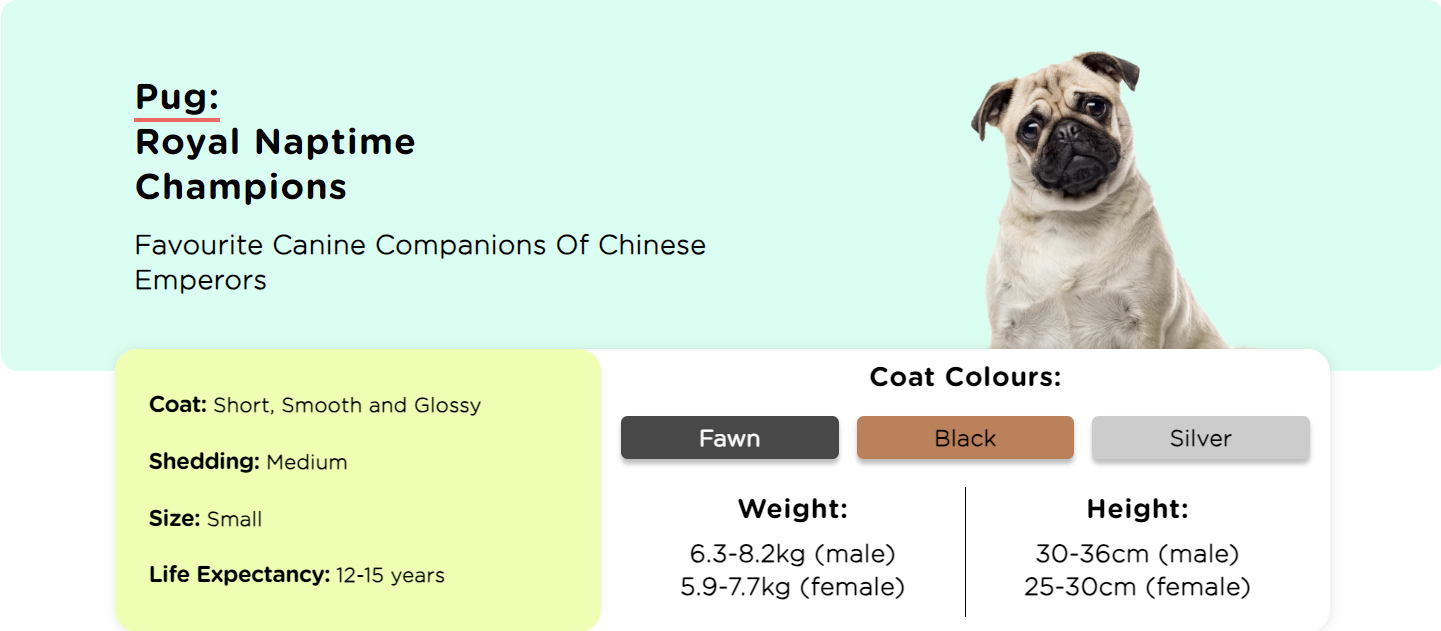 Pug:
Royal Naptime
Champions
Favourite Canine Companions Of Chinese
Emperors
Coat: Short, Smooth and Glossy
Shedding: Medium
Size: Small
Life Expectancy: 12-15 years
Coat Colours:
Fawn
Black
Silver
Weight:
6.3-8.2kg (male)
5.9-7.7kg (female)
Height:
30-36cm (male)
25-30cm (female)